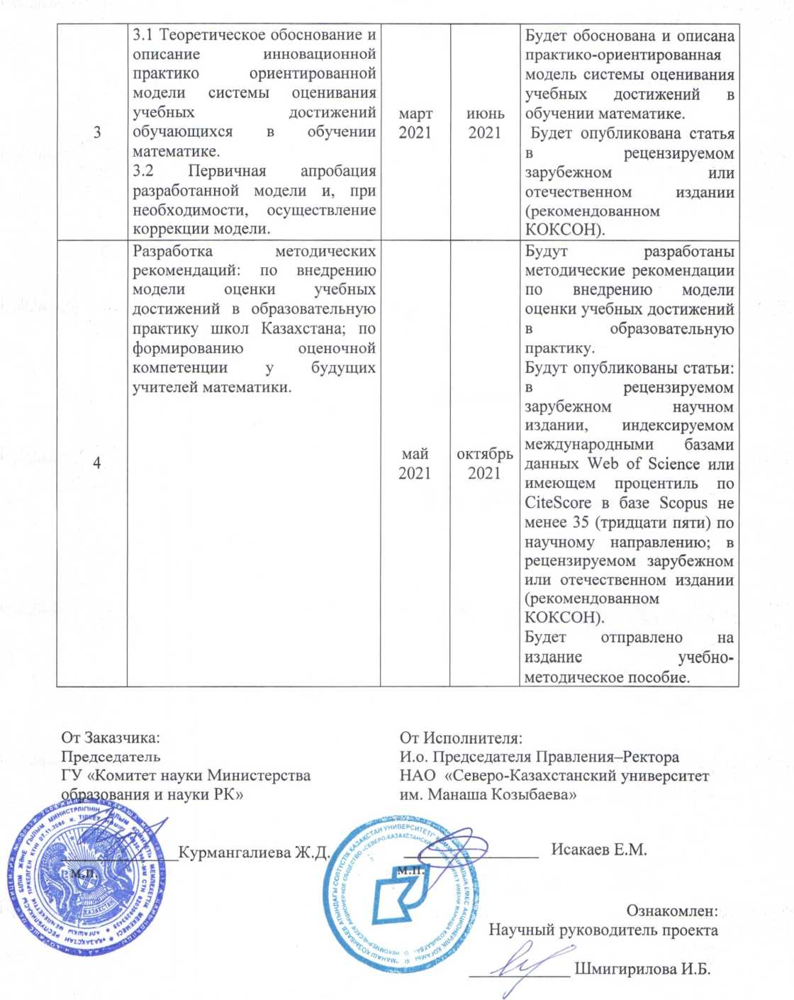 3
3.1 Теоретическое обоснование и
описание инновационной
практико ориентированной
модели системы оценивания
учебных достижений
обучающихся в обучении
математике.
3.2 Первичная апробация
разработанной модели и, при
необходимости, осуществление
коррекции модели.
март
2021
июнь
2021
Будет обоснована и описана
практико-ориентированная
модель системы оценивания
учебных достижений в
обучении математике.
Будет опубликована статья
в рецензируемом
зарубежном или
отечественном издании
(рекомендованном
КОКСОН).
4
Разработка методических
рекомендаций: по внедрению
модели оценки учебных
достижений в образовательную
практику школ Казахстана; по
формированию оценочной
компетенции у будущих
учителей математики.
май
2021
октябрь
2021
Будут разработаны
методические рекомендации
по внедрению модели
оценки учебных достижений
в образовательную
практику.
Будут опубликованы статьи:
в рецензируемом
зарубежном научном
издании, индексируемом
международными базами
данных Web of Science или
имеющем процентиль по
CiteScore в базе Scopus не
менее 35 (тридцати пяти) по
научному направлению; в
рецензируемом зарубежном
или отечественном издании
(рекомендованном
КОКСОН).
Будет отправлено на
издание учебно-
методическое пособие.
От Заказчика:
Председатель
ГУ «Комитет науки Министерства
образования и науки РК»
Курмангалиева Ж.Д.
м.п.
ҚАЗАҚСТАН
От Исполнителя:
И.о. Председателя Правления–Ректора
НАО «Северо-Казахстанский университет
им. Манаша Козыбаева»
Исакаев Е.М.
м.п.
Ознакомлен:
Научный руководитель проекта
Шмигирилова И.Б.